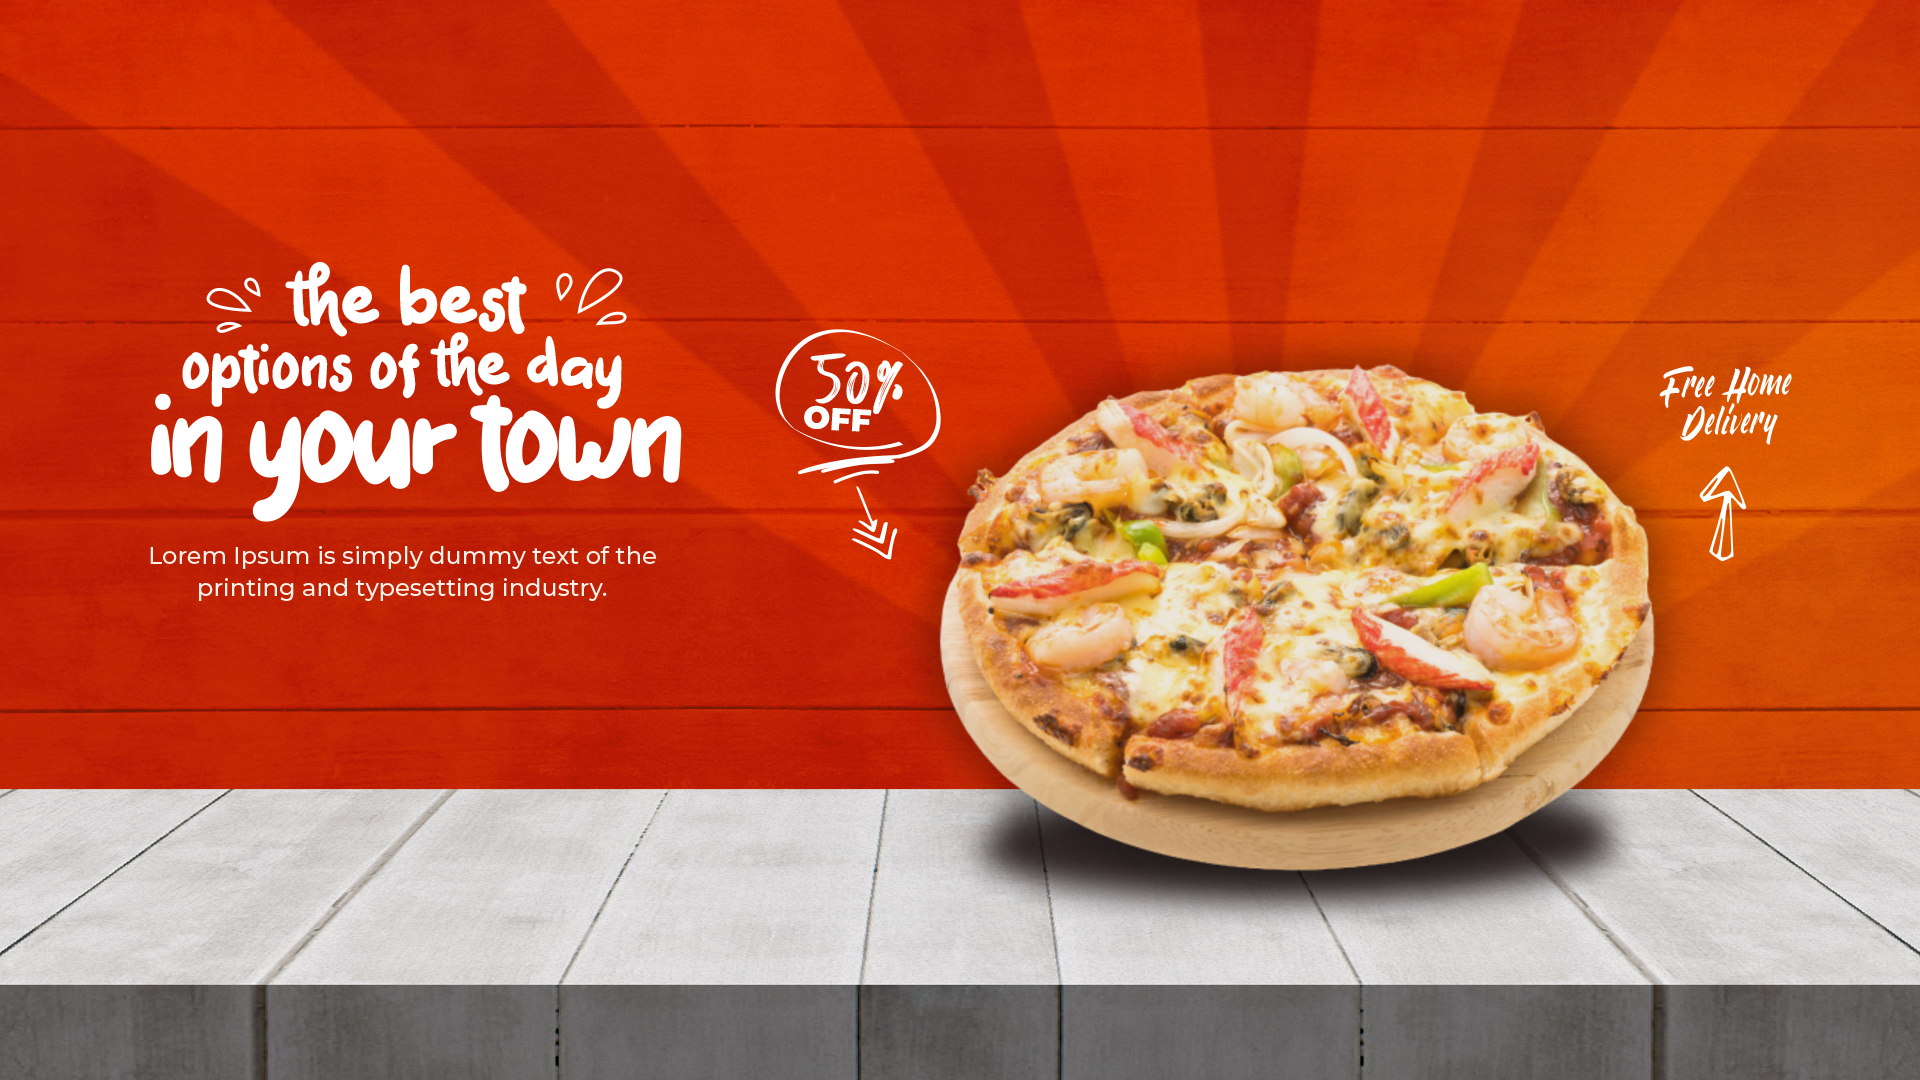 the best
options of the day
in your town
Lorem Ipsum is simply dummy text of the
printing and typesetting industry.
50%
OFF
Free Home
Delivery